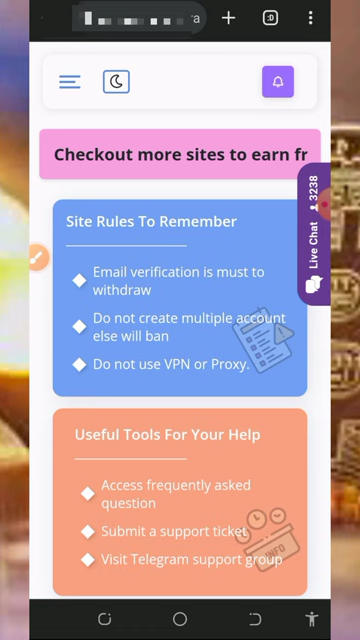 :D
Checkout more sites to earn fr
Live Chat 3238
Site Rules To Remember
Email verification is must to
withdraw
Do not create multiple account
else will ban
Do not use VPN or Proxy.
Useful Tools For Your Help
Access frequently asked
question
Submit a support ticket
Visit Telegram support group
INFO